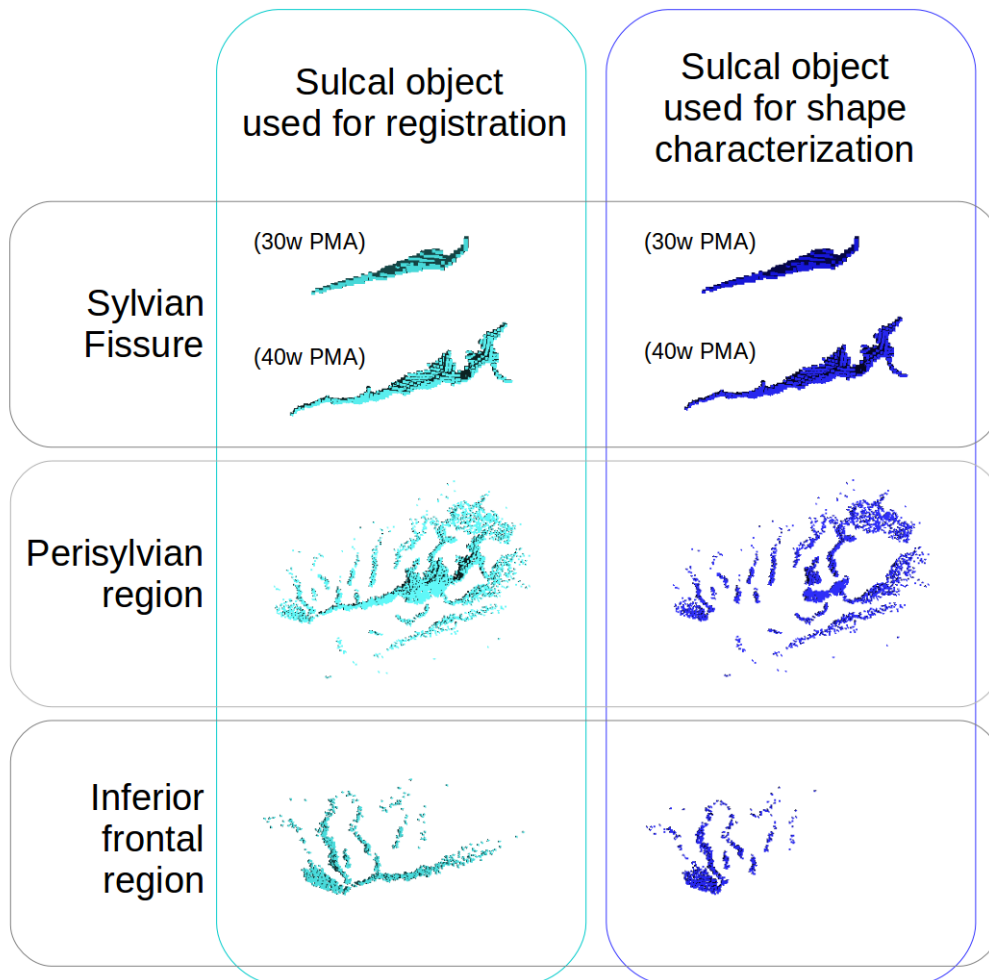 Sulcal object
used for registration
Sulcal object
used for shape
characterization
Sylvian
Fissure
(30w PMA)
(30w PMA)
(40w PMA)
(40w PMA)
Perisylvian
region
Inferior
frontal
region